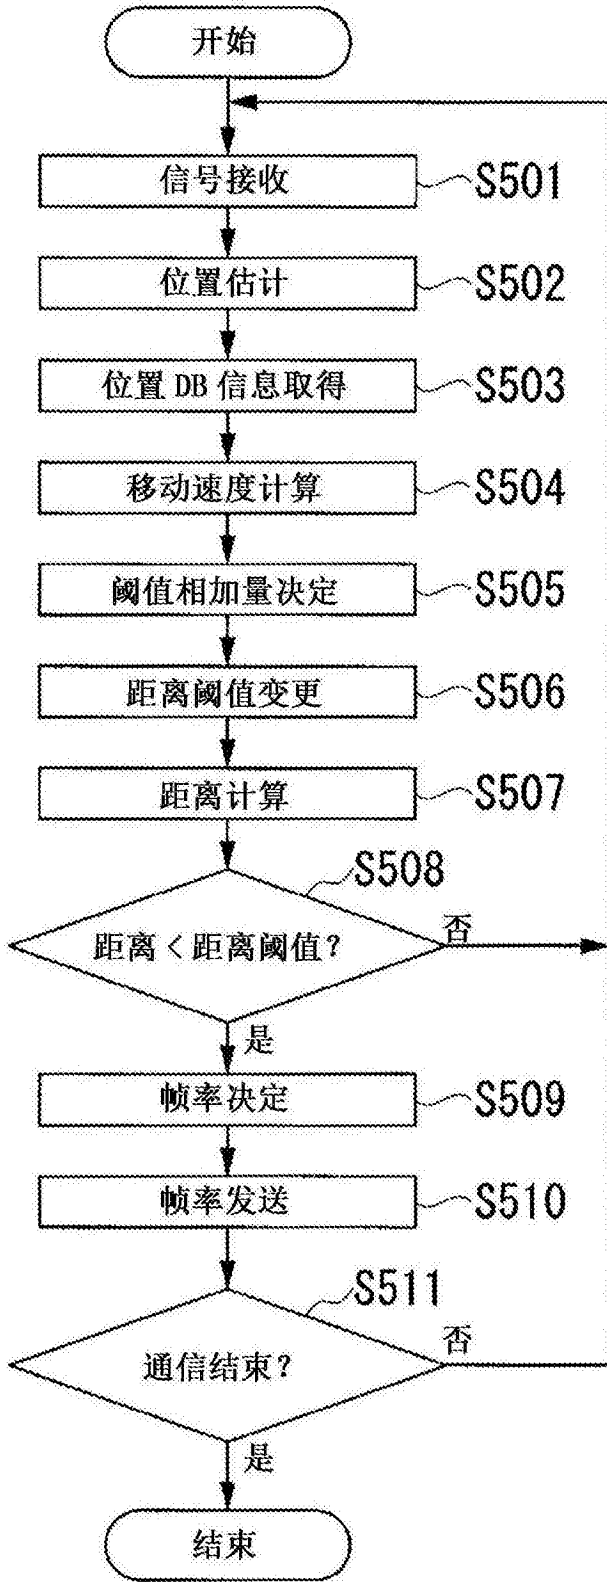 开始
信号接收 S501
位置估计 S502
位置 DB 信息取得 S503
移动速度计算 S504
阈值相加量决定 S505
距离阈值变更 S506
距离计算 S507
S508
距离 < 距离阈值? 否
是
帧率决定 S509
帧率发送 S510
S511
通信结束? 否
是
结束